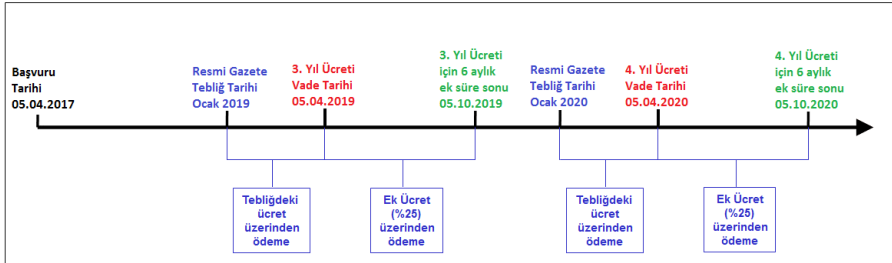 Başvuru
Tarihi
05.04.2017
Resmi Gazete
Tebliğ Tarihi
Ocak 2019
3. Yıl Ücreti
Vade Tarihi
05.04.2019
3. Yıl Ücreti
için 6 aylık
ek süre sonu
05.10.2019
Resmi Gazete
Tebliğ Tarihi
Ocak 2020
4. Yıl Ücreti
Vade Tarihi
05.04.2020
4. Yıl Ücreti
için 6 aylık
ek süre sonu
05.10.2020
Tebliğdeki
ücret
üzerinden
ödeme
Ek Ücret
(%25)
üzerinden
ödeme
Tebliğdeki
ücret
üzerinden
ödeme
Ek Ücret
(%25)
üzerinden
ödeme